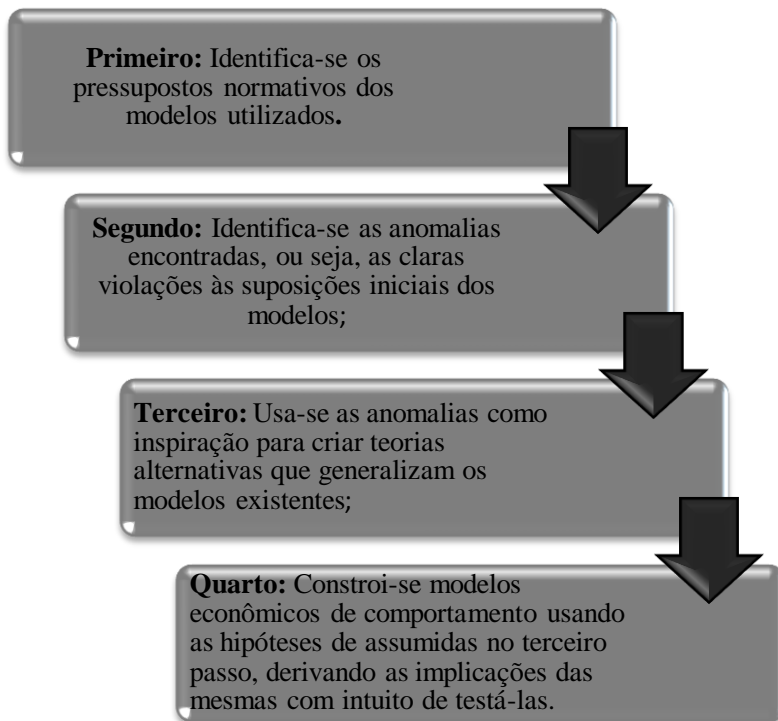 Primeiro: Identifica-se os
pressupostos normativos dos
modelos utilizados.
Segundo: Identifica-se as anomalias
encontradas, ou seja, as claras
violações às suposições iniciais dos
modelos;
Terceiro: Usa-se as anomalias como
inspiração para criar teorias
alternativas que generalizam os
modelos existentes;
Quarto: Constroi-se modelos
econômicos de comportamento usando
as hipóteses de assumidas no terceiro
passo, derivando as implicações das
mesmas com intuito de testá-las.